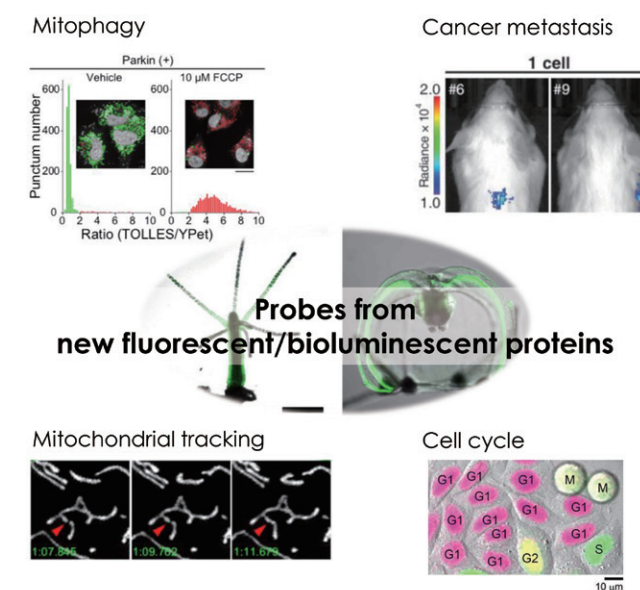 Mitophagy
Parkin (+)
Vehicle
10 µM FCCP
600
400
200
0
Punctum number
600
400
200
0
0 2 4 6 8 10
0 2 4 6 8 10
Ratio (TOLLES/YPet)
Cancer metastasis
1 cell
2.0
Radiance × 10⁴
1.0
#6
#9
Probes from
new fluorescent/bioluminescent proteins
Mitochondrial tracking
1:07.845
1:09.762
1:11.679
Cell cycle
G1
G1
G1
M
M
G1
G1
G1
G1
G1
G1
G1
G1
G2
S
10 µm